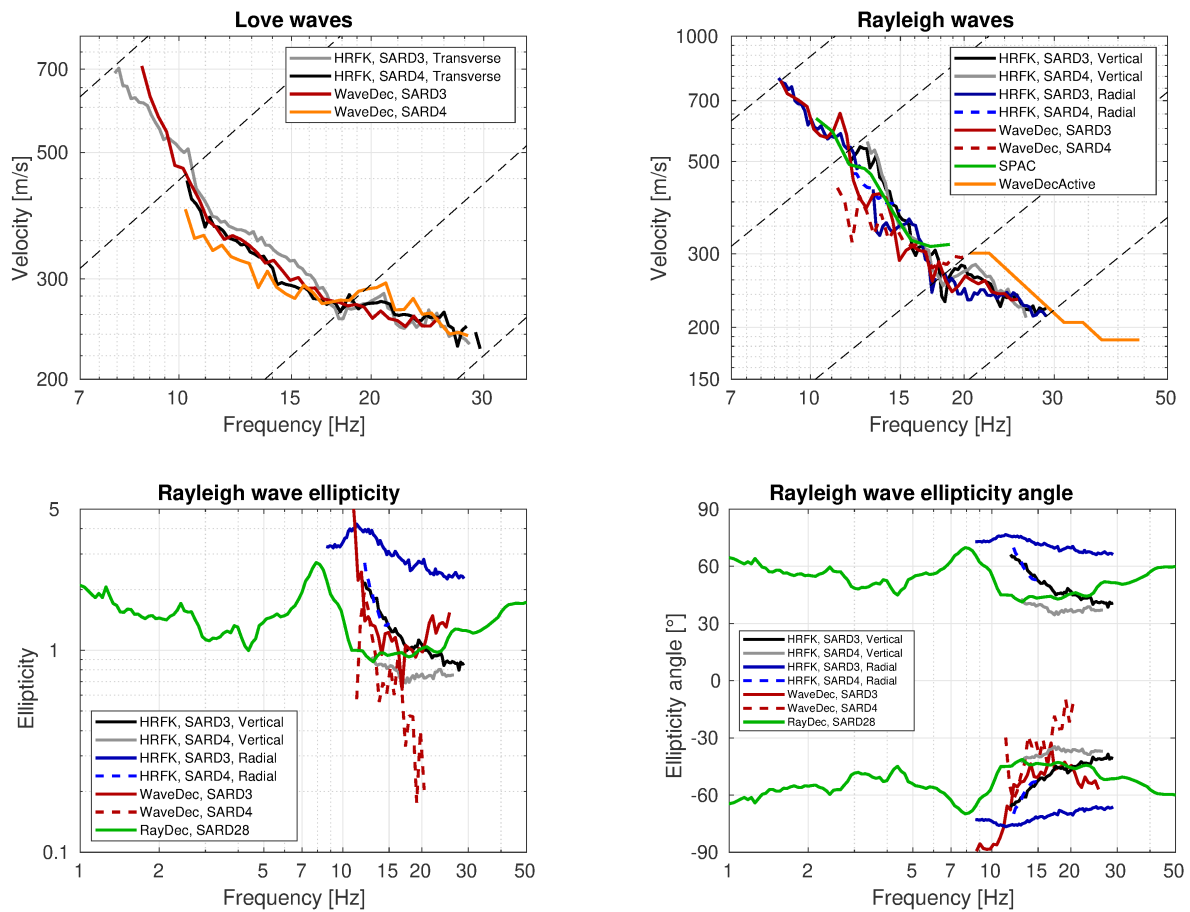 Love waves
700
500
300
200
7
10
15
20
30
Velocity [m/s]
Frequency [Hz]
HRFK, SARD3, Transverse
HRFK, SARD4, Transverse
WaveDec, SARD3
WaveDec, SARD4
Rayleigh waves
1000
700
500
300
200
150
7
10
15
20
30
50
Velocity [m/s]
Frequency [Hz]
HRFK, SARD3, Vertical
HRFK, SARD4, Vertical
HRFK, SARD3, Radial
HRFK, SARD4, Radial
WaveDec, SARD3
WaveDec, SARD4
SPAC
WaveDecActive
Rayleigh wave ellipticity
5
1
0.1
1
2
5
7
10
15
20
30
50
Ellipticity
Frequency [Hz]
HRFK, SARD3, Vertical
HRFK, SARD4, Vertical
HRFK, SARD3, Radial
HRFK, SARD4, Radial
WaveDec, SARD3
WaveDec, SARD4
RayDec, SARD28
Rayleigh wave ellipticity angle
90
60
30
0
-30
-60
-90
1
2
5
7
10
15
20
30
50
Ellipticity angle [°]
Frequency [Hz]
HRFK, SARD3, Vertical
HRFK, SARD4, Vertical
HRFK, SARD3, Radial
HRFK, SARD4, Radial
WaveDec, SARD3
WaveDec, SARD4
RayDec, SARD28